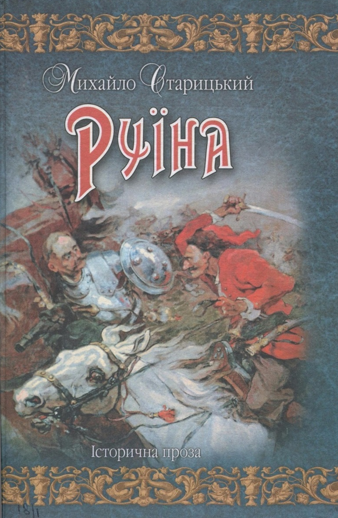 Михайло Старицький
Руїна
Історична проза